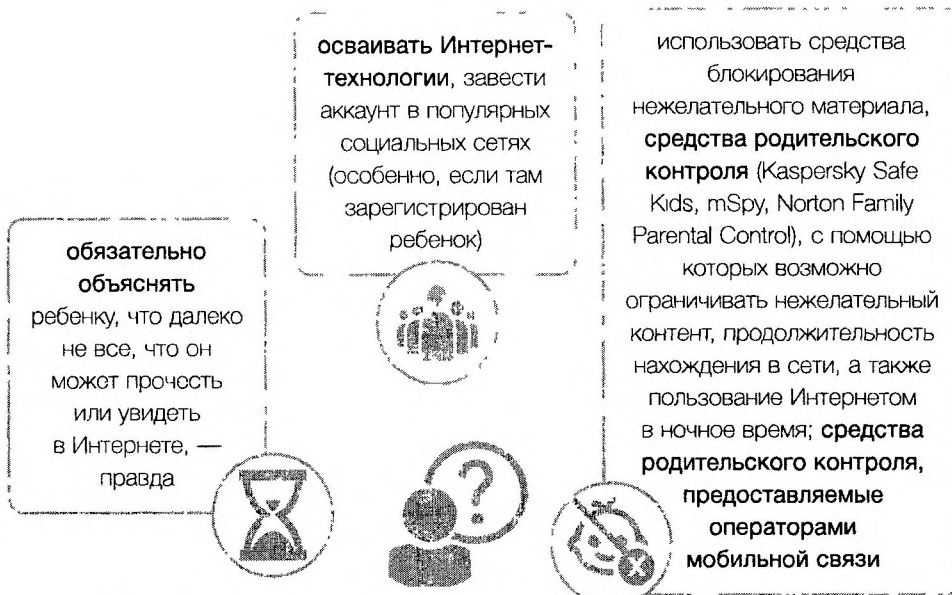 обязательно
объяснять
ребенку, что далеко
не все, что он
может прочесть
или увидеть
в Интернете, —
правда
осваивать Интернет-
технологии, завести
аккаунт в популярных
социальных сетях
(особенно, если там
зарегистрирован
ребенок)
использовать средства
блокирования
нежелательного материала,
средства родительского
контроля (Kaspersky Safe
Kids, mSpy, Norton Family
Parental Control), с помощью
которых возможно
ограничивать нежелательный
контент, продолжительность
нахождения в сети, а также
пользование Интернетом
в ночное время; средства
родительского контроля,
предоставляемые
операторами
мобильной связи